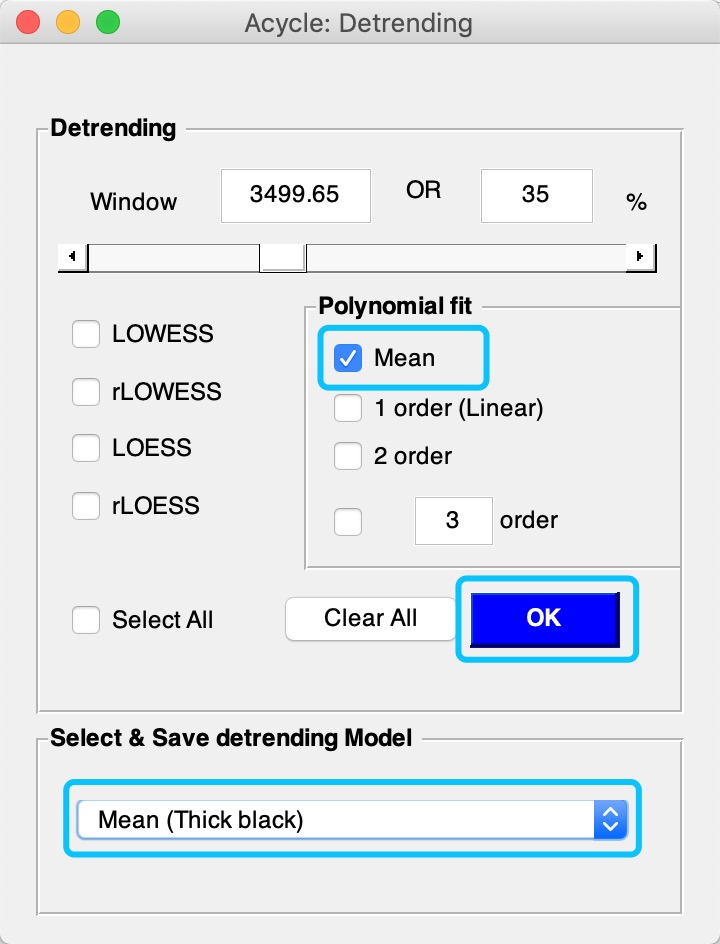 Acycle: Detrending
Detrending
Window 3499.65 OR 35 %
Polynomial fit
LOWESS
Mean
rLOWESS
1 order (Linear)
LOESS
2 order
rLOESS
3 order
Select All Clear All OK
Select & Save detrending Model
Mean (Thick black)